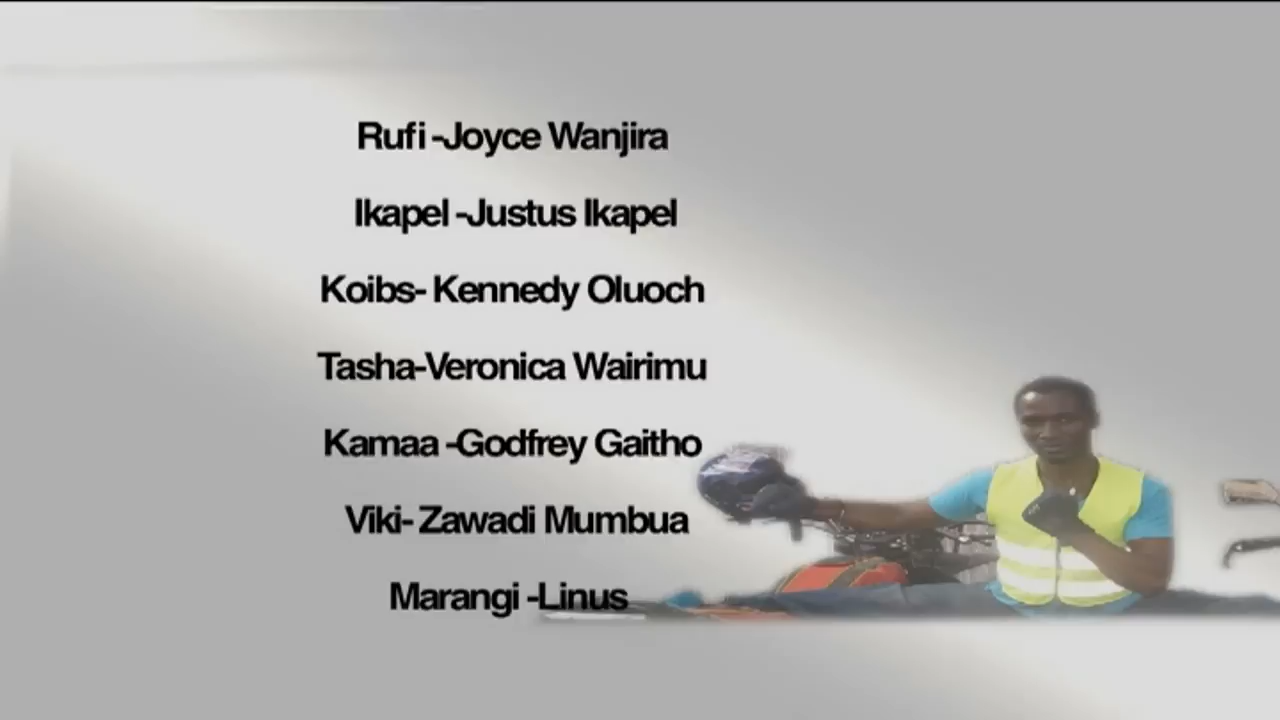 Rufi -Joyce Wanjira
Ikapel -Justus Ikapel
Koibs- Kennedy Oluoch
Tasha-Veronica Wairimu
Kamaa -Godfrey Gaitho
Viki- Zawadi Mumbua
Marangi -Linus